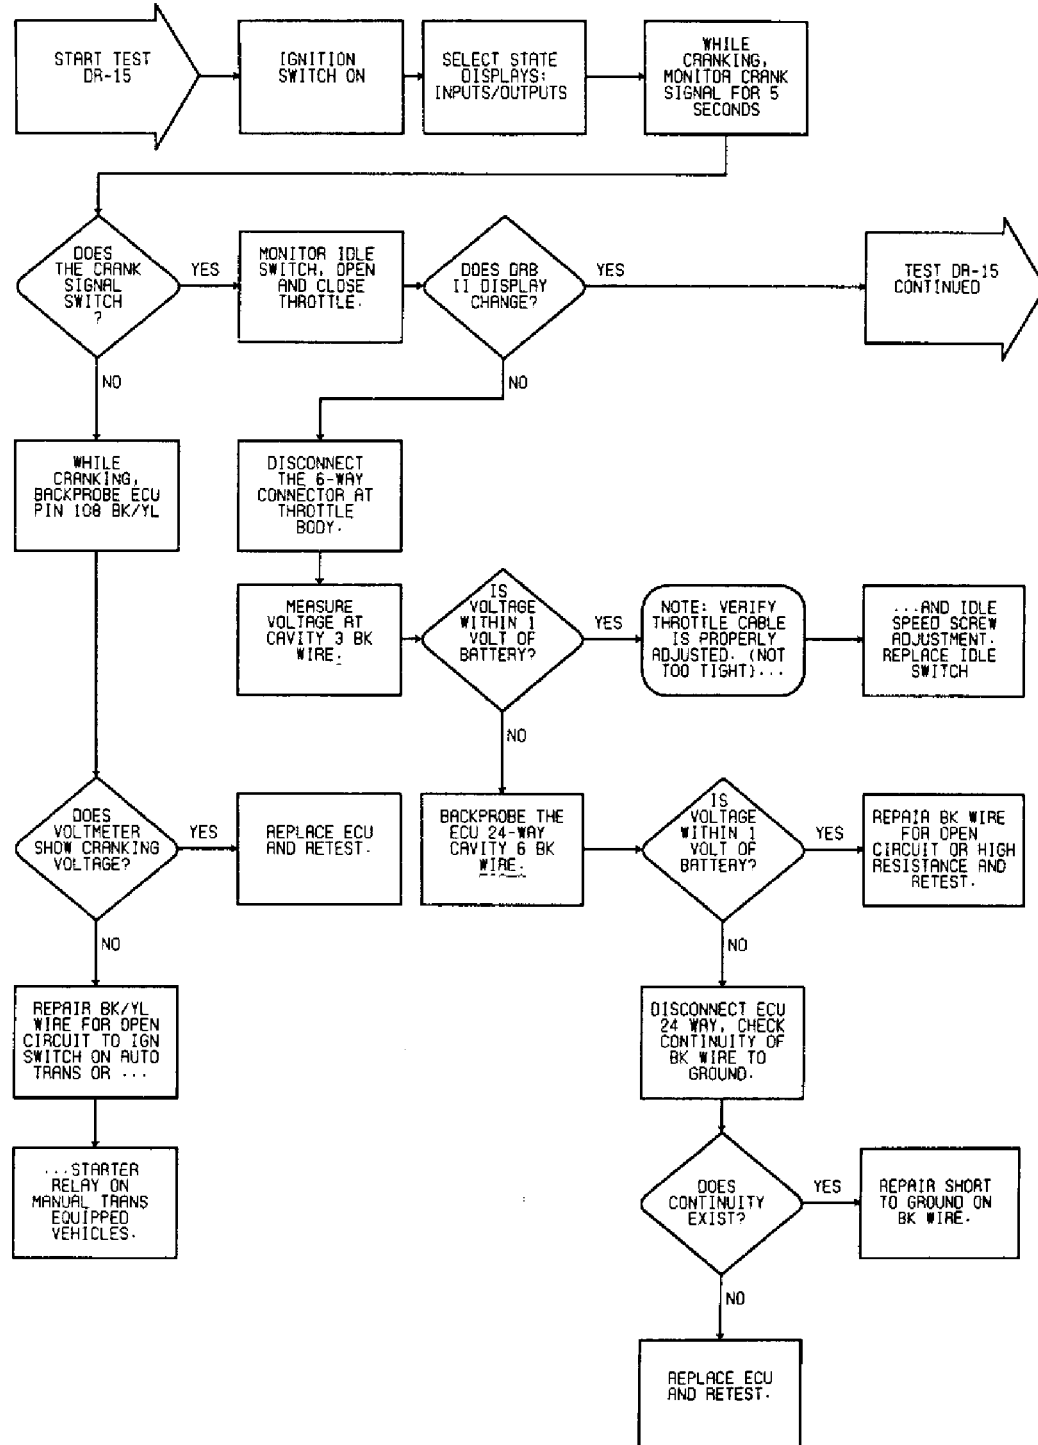 START TEST
DR-15
IGNITION
SWITCH ON
SELECT STATE
DISPLAYS:
INPUTS/OUTPUTS
WHILE
CRANKING,
MONITOR CRANK
SIGNAL FOR 5
SECONDS
DOES
THE CRANK
SIGNAL
SWITCH
?
YES
MONITOR IDLE
SWITCH, OPEN
AND CLOSE
THROTTLE.
DOES DRB
II DISPLAY
CHANGE?
YES
TEST DR-15
CONTINUED
NO
NO
WHILE
CRANKING,
BACKPROBE ECU
PIN 108 BK/YL
DISCONNECT
THE 6-WAY
CONNECTOR AT
THROTTLE
BODY.
MEASURE
VOLTAGE AT
CAVITY 3 BK
WIRE.
IS
VOLTAGE
WITHIN 1
VOLT OF
BATTERY?
YES
NOTE: VERIFY
THROTTLE CABLE
IS PROPERLY
ADJUSTED. (NOT
TOO TIGHT)...
...AND IDLE
SPEED SCREW
ADJUSTMENT.
REPLACE IDLE
SWITCH
NO
DOES
VOLTMETER
SHOW CRANKING
VOLTAGE?
YES
REPLACE ECU
AND RETEST.
BACKPROBE THE
ECU 24-WAY
CAVITY 6 BK
WIRE.
IS
VOLTAGE
WITHIN 1
VOLT OF
BATTERY?
YES
REPAIR BK WIRE
FOR OPEN
CIRCUIT OR HIGH
RESISTANCE AND
RETEST.
NO
NO
REPAIR BK/YL
WIRE FOR OPEN
CIRCUIT TO IGN
SWITCH ON AUTO
TRANS OR ...
DISCONNECT ECU
24 WAY, CHECK
CONTINUITY OF
BK WIRE TO
GROUND.
...STARTER
RELAY ON
MANUAL TRANS
EQUIPPED
VEHICLES.
DOES
CONTINUITY
EXIST?
YES
REPAIR SHORT
TO GROUND ON
BK WIRE.
NO
REPLACE ECU
AND RETEST.